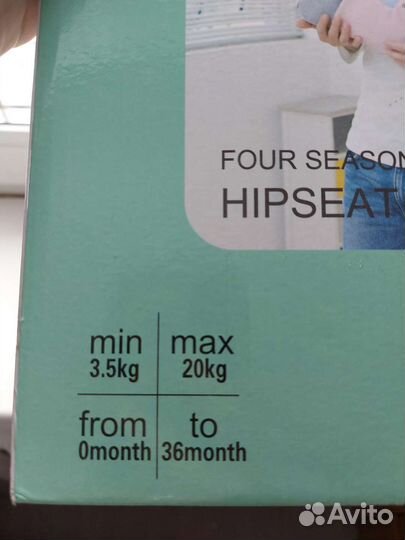 FOUR SEASON
HIPSEAT
min max
3.5kg 20kg
from to
0month 36month
Avito